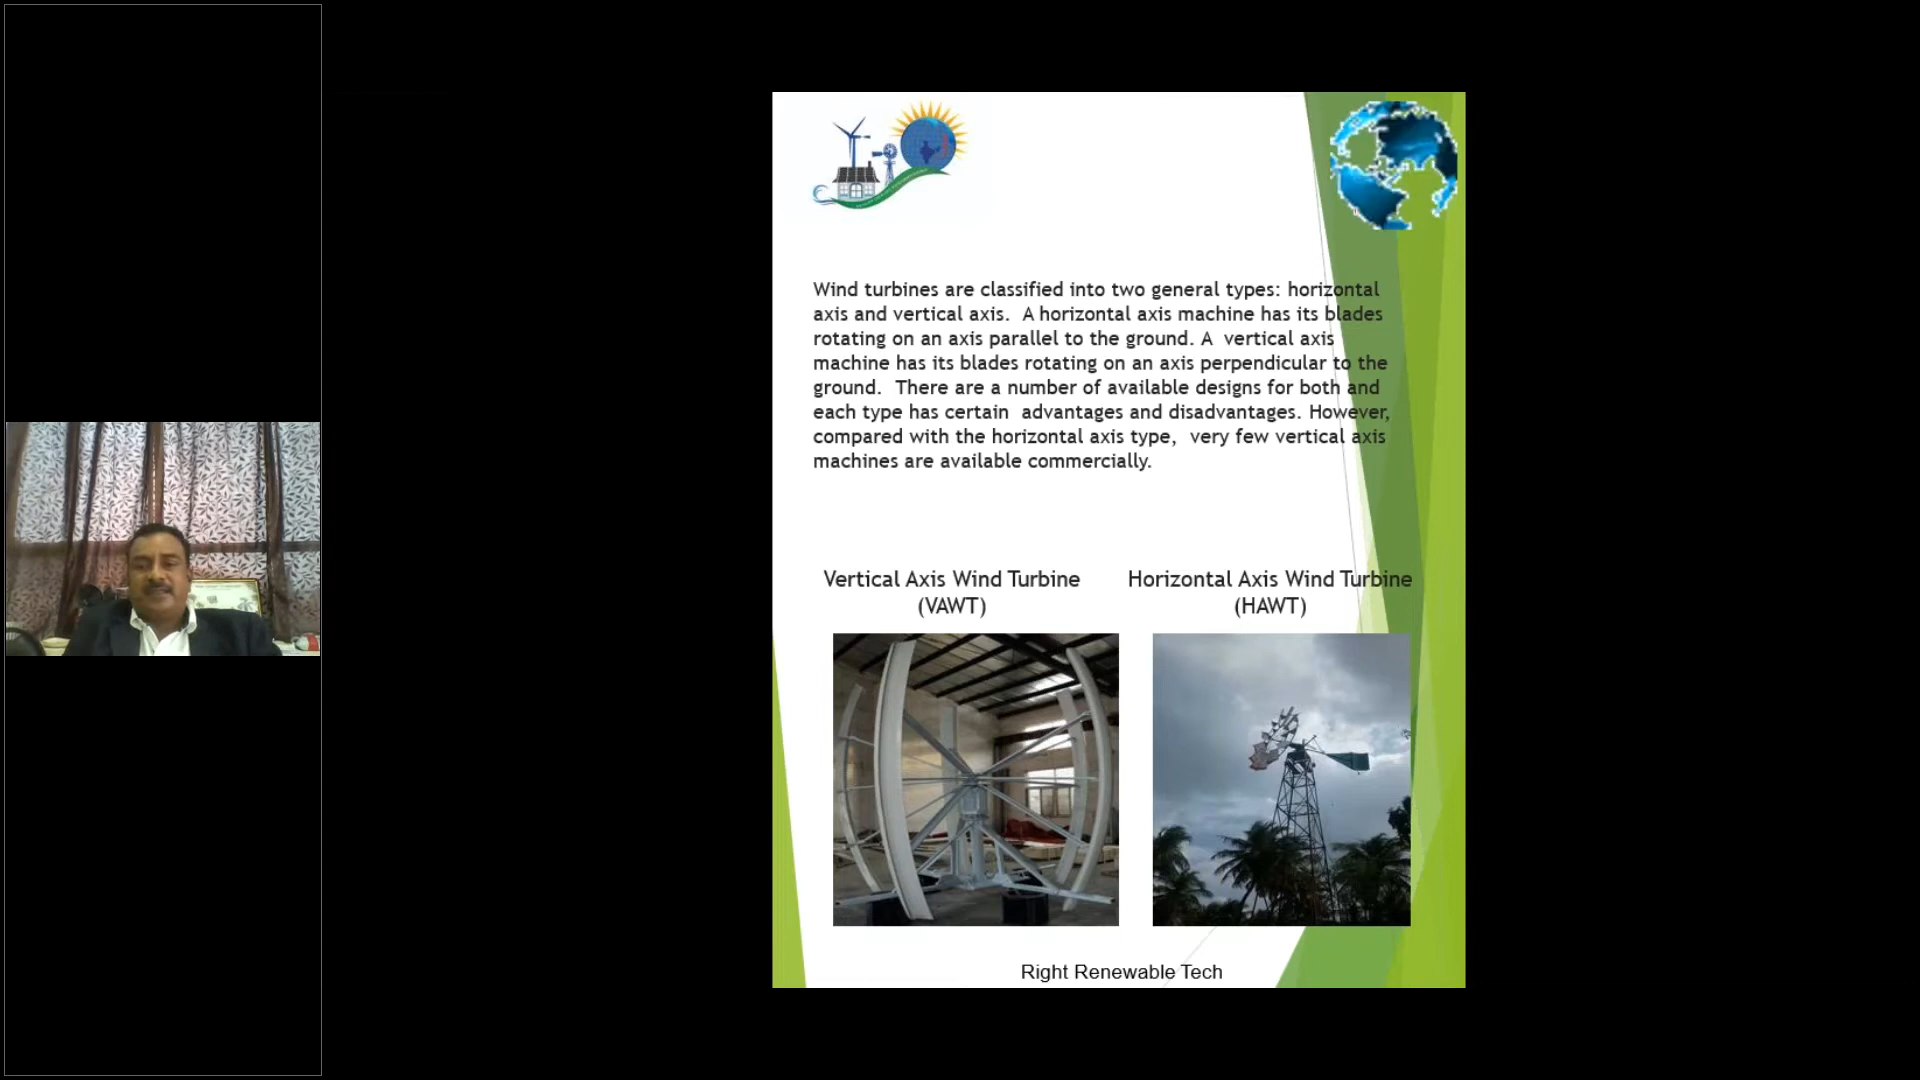 Wind turbines are classified into two general types: horizontal
axis and vertical axis.  A horizontal axis machine has its blades
rotating on an axis parallel to the ground. A  vertical axis
machine has its blades rotating on an axis perpendicular to the
ground.  There are a number of available designs for both and
each type has certain  advantages and disadvantages. However,
compared with the horizontal axis type,  very few vertical axis
machines are available commercially.
Vertical Axis Wind Turbine
(VAWT)
Horizontal Axis Wind Turbine
(HAWT)
Right Renewable Tech